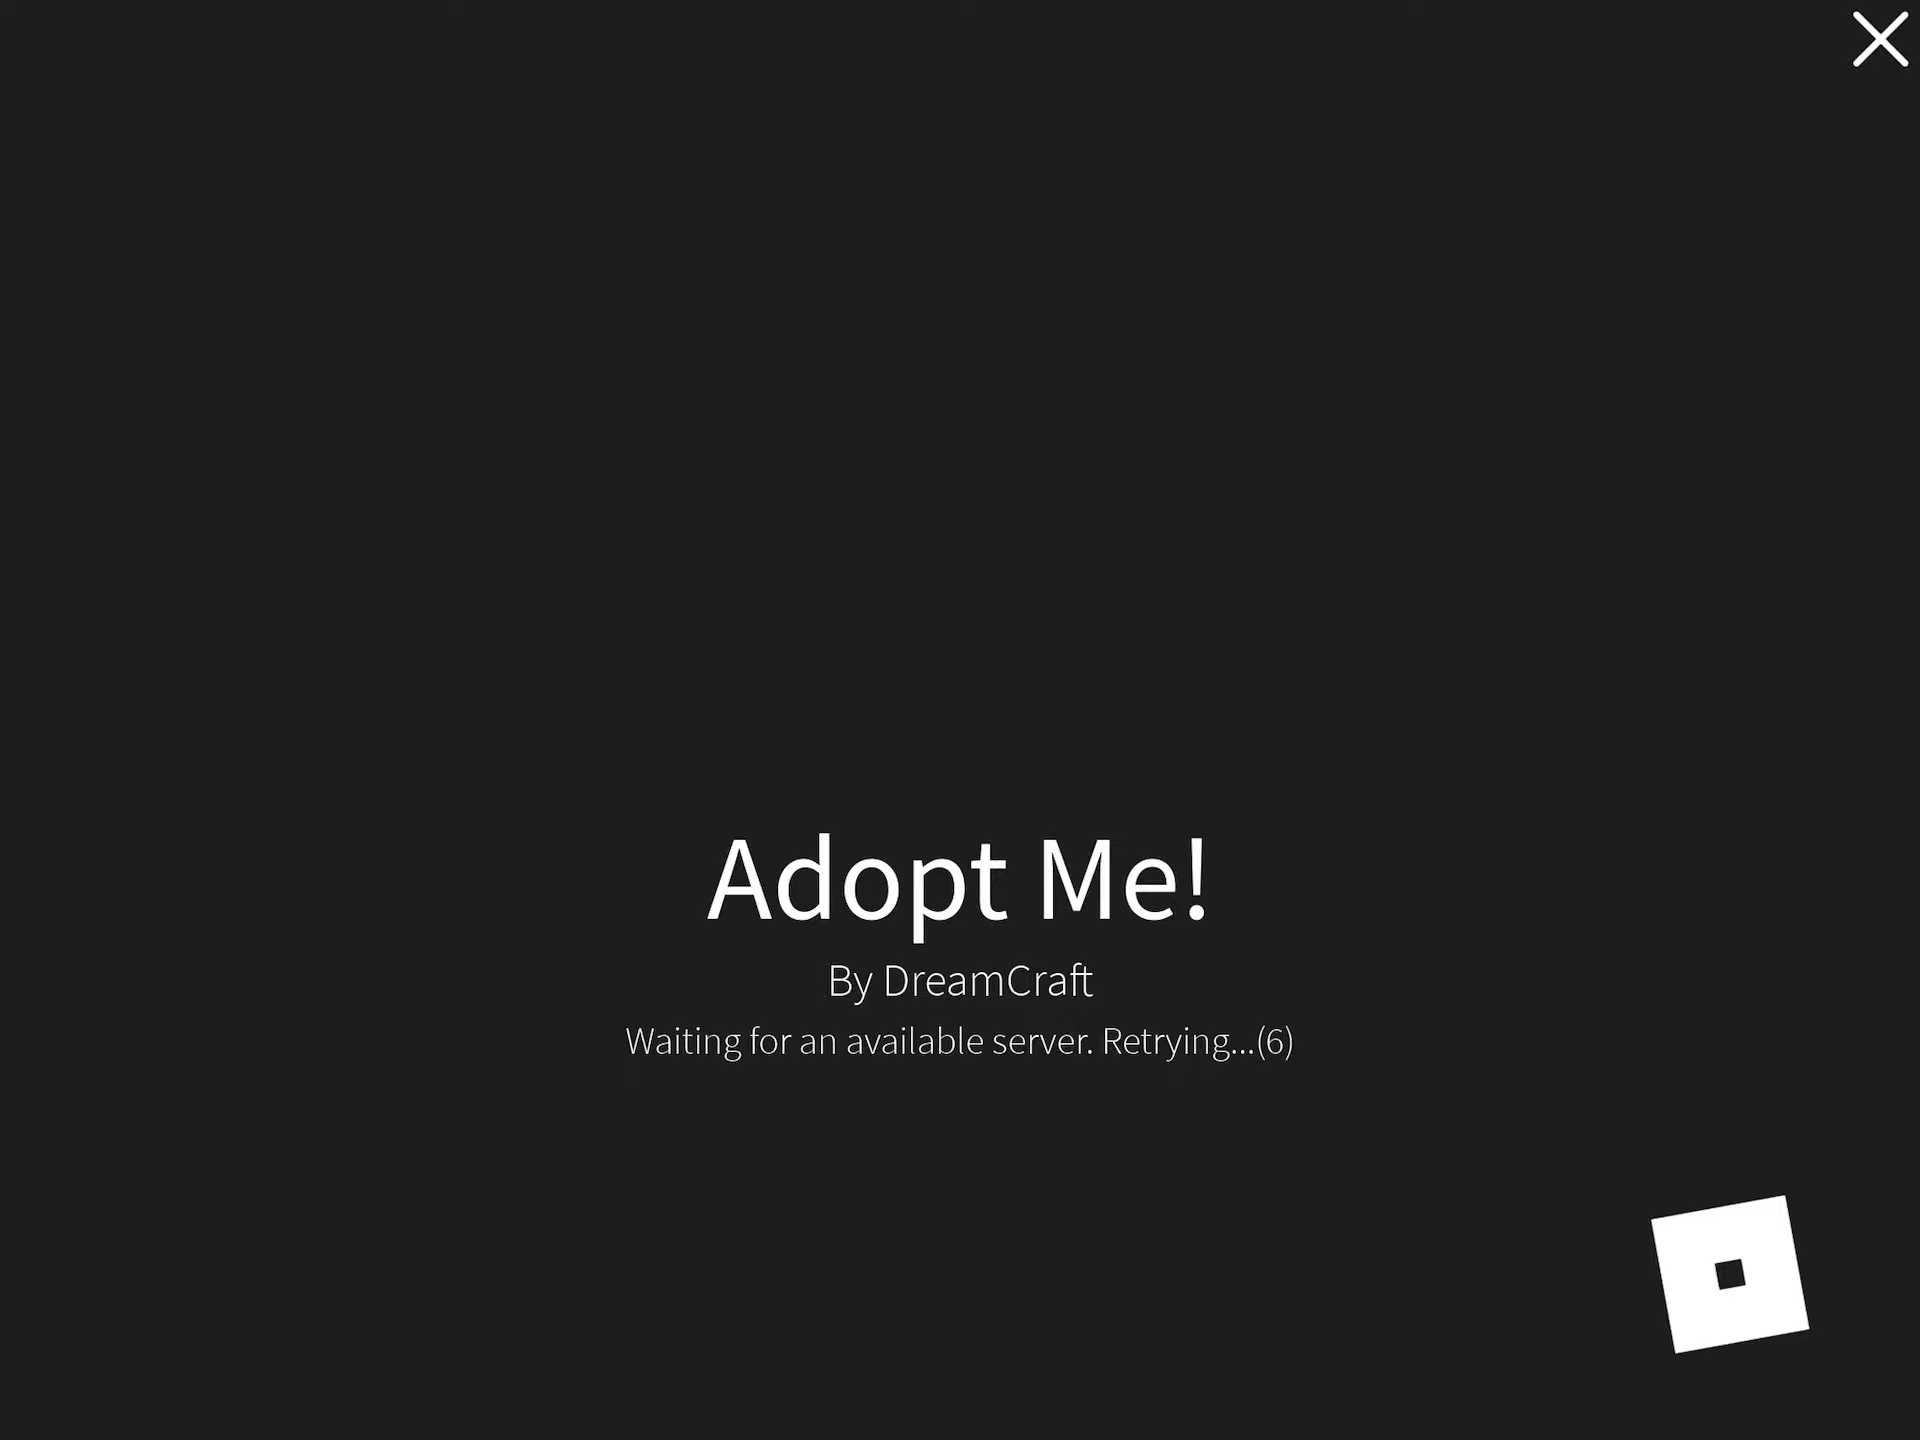 Adopt Me!
By DreamCraft
Waiting for an available server. Retrying...(6)